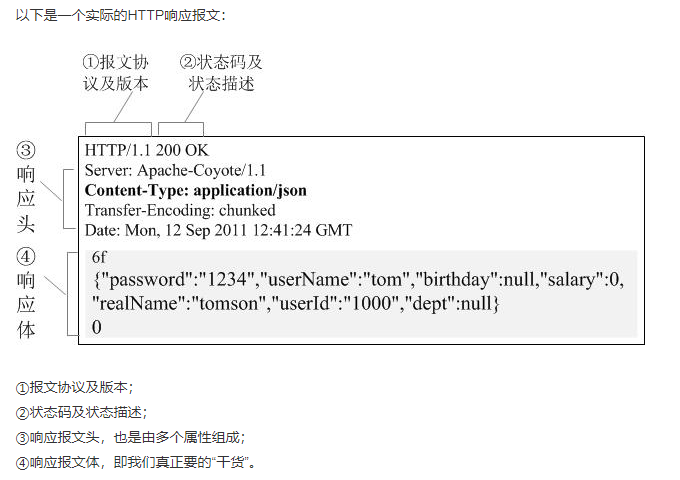 以下是一个实际的HTTP响应报文：
①报文协
议及版本
②状态码及
状态描述
③
响
应
头
HTTP/1.1 200 OK
Server: Apache-Coyote/1.1
Content-Type: application/json
Transfer-Encoding: chunked
Date: Mon, 12 Sep 2011 12:41:24 GMT
④
响
应
体
6f
{"password":"1234","userName":"tom","birthday":null,"salary":0,
"realName":"tomson","userId":"1000","dept":null}
0
①报文协议及版本；
②状态码及状态描述；
③响应报文头，也是由多个属性组成；
④响应报文体，即我们真正要的“干货”。